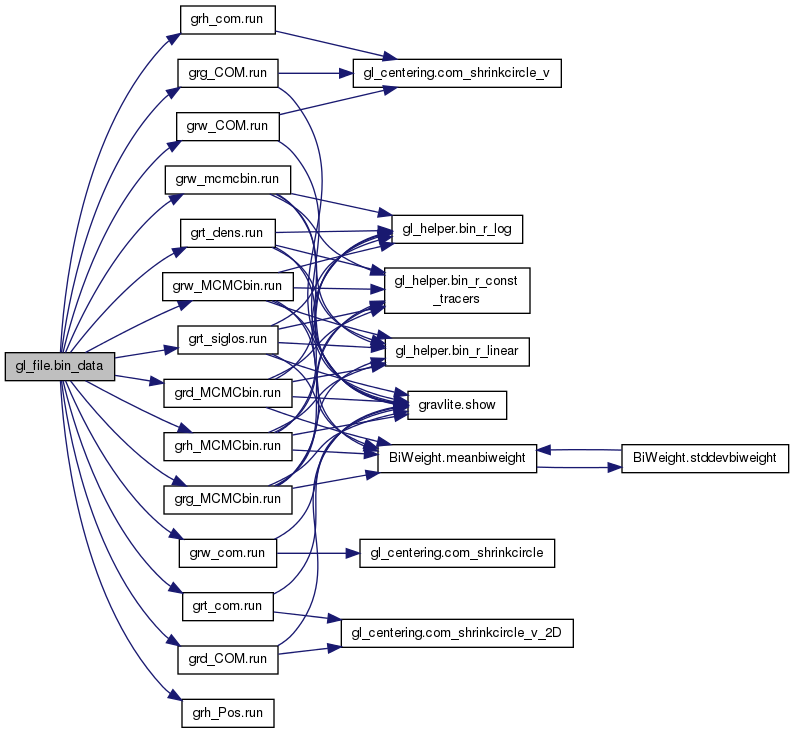 gl_file.bin_data
grh_com.run
grg_COM.run
grw_COM.run
grw_mcmcbin.run
grt_dens.run
grw_MCMCbin.run
grt_siglos.run
grd_MCMCbin.run
grh_MCMCbin.run
grg_MCMCbin.run
grw_com.run
grt_com.run
grd_COM.run
grh_Pos.run
gl_centering.com_shrinkcircle_v
gl_helper.bin_r_log
gl_helper.bin_r_const
_tracers
gl_helper.bin_r_linear
gravlite.show
BiWeight.meanbiweight
gl_centering.com_shrinkcircle
gl_centering.com_shrinkcircle_v_2D
BiWeight.stddevbiweight